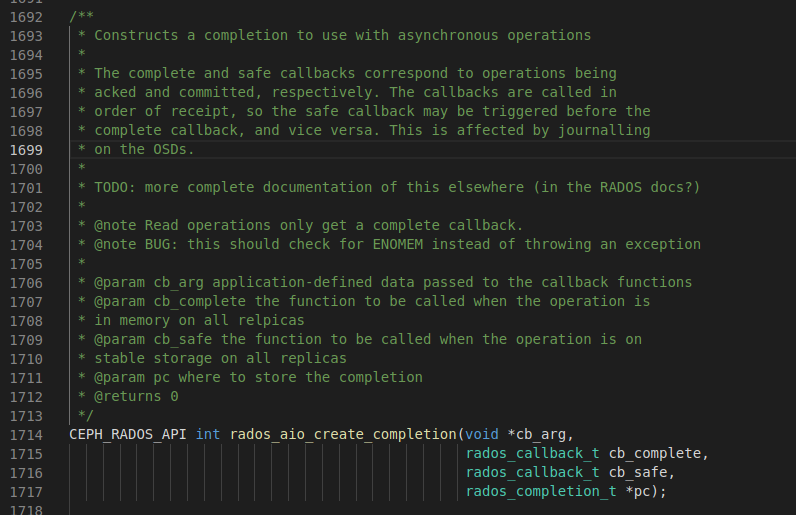 1691
1692 /**
1693  * Constructs a completion to use with asynchronous operations
1694  *
1695  * The complete and safe callbacks correspond to operations being
1696  * acked and committed, respectively. The callbacks are called in
1697  * order of receipt, so the safe callback may be triggered before the
1698  * complete callback, and vice versa. This is affected by journalling
1699  * on the OSDs.
1700  *
1701  * TODO: more complete documentation of this elsewhere (in the RADOS docs?)
1702  *
1703  * @note Read operations only get a complete callback.
1704  * @note BUG: this should check for ENOMEM instead of throwing an exception
1705  *
1706  * @param cb_arg application-defined data passed to the callback functions
1707  * @param cb_complete the function to be called when the operation is
1708  * in memory on all relpicas
1709  * @param cb_safe the function to be called when the operation is on
1710  * stable storage on all replicas
1711  * @param pc where to store the completion
1712  * @returns 0
1713  */
1714 CEPH_RADOS_API int rados_aio_create_completion(void *cb_arg,
1715                                                rados_callback_t cb_complete,
1716                                                rados_callback_t cb_safe,
1717                                                rados_completion_t *pc);
1718